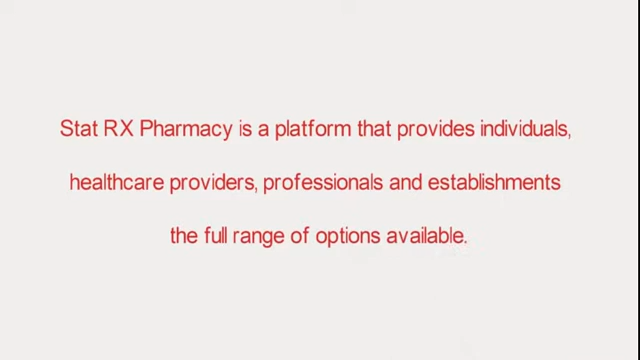 Stat RX Pharmacy is a platform that provides individuals,
healthcare providers, professionals and establishments
the full range of options available.